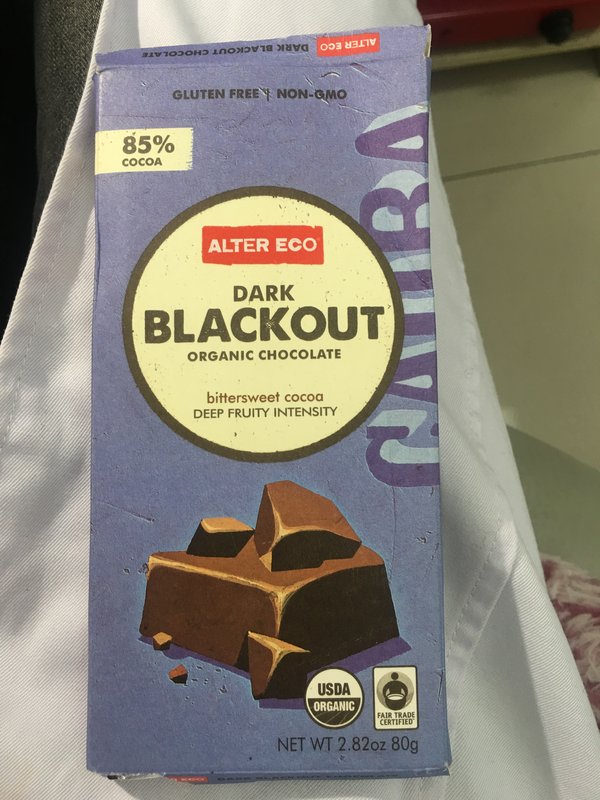 DARK BLACKOUT CHOCOLATE ALTER ECO
GLUTEN FREE NON-GMO
85%
COCOA
ALTER ECO
DARK
BLACKOUT
ORGANIC CHOCOLATE
bittersweet cocoa
DEEP FRUITY INTENSITY
USDA
ORGANIC
FAIR TRADE
CERTIFIED
NET WT 2.82oz 80g